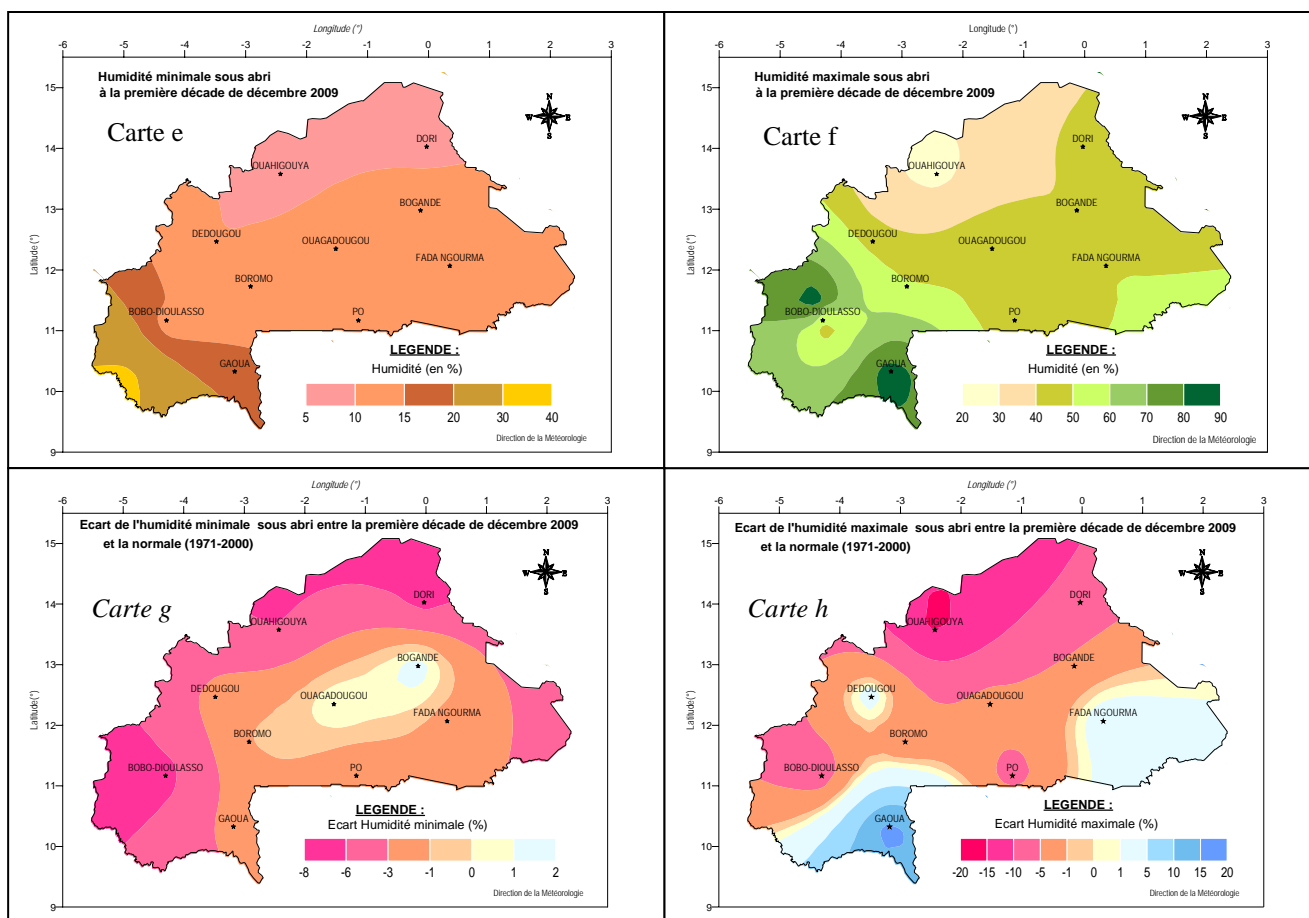 Longitude (°)
-6 -5 -4 -3 -2 -1 0 1 2 3
Humidité minimale sous abri
à la première décade de décembre 2009
Carte e
N
W E
S
15
14
13
12
11
10
9
Latitude (°)
DORI
OUAHIGOUYA
BOGANDE
DEDOUGOU
OUAGADOUGOU
FADA NGOURMA
BOROMO
BOBO-DIOULASSO
PO
GAOUA
LEGENDE :
Humidité (en %)
5 10 15 20 30 40
Direction de la Météorologie
Longitude (°)
-6 -5 -4 -3 -2 -1 0 1 2 3
Humidité maximale sous abri
à la première décade de décembre 2009
Carte f
N
W E
S
15
14
13
12
11
10
9
Latitude (°)
DORI
OUAHIGOUYA
BOGANDE
DEDOUGOU
OUAGADOUGOU
FADA NGOURMA
BOROMO
BOBO-DIOULASSO
PO
GAOUA
LEGENDE :
Humidité (en %)
20 30 40 50 60 70 80 90
Direction de la Météorologie
Longitude (°)
-6 -5 -4 -3 -2 -1 0 1 2 3
Ecart de l'humidité minimale sous abri entre la première décade de décembre 2009
et la normale (1971-2000)
Carte g
N
W E
S
15
14
13
12
11
10
9
Latitude (°)
DORI
OUAHIGOUYA
BOGANDE
DEDOUGOU
OUAGADOUGOU
FADA NGOURMA
BOROMO
BOBO-DIOULASSO
PO
GAOUA
LEGENDE :
Ecart Humidité minimale (%)
-8 -6 -3 -1 0 1 2
Direction de la Météorologie
Longitude (°)
-6 -5 -4 -3 -2 -1 0 1 2 3
Ecart de l'humidité maximale sous abri entre la première décade de décembre 2009
et la normale (1971-2000)
Carte h
N
W E
S
15
14
13
12
11
10
9
Latitude (°)
DORI
OUAHIGOUYA
BOGANDE
DEDOUGOU
OUAGADOUGOU
FADA NGOURMA
BOROMO
BOBO-DIOULASSO
PO
GAOUA
LEGENDE :
Ecart Humidité maximale (%)
-20 -15 -10 -5 -1 0 1 5 10 15 20
Direction de la Météorologie